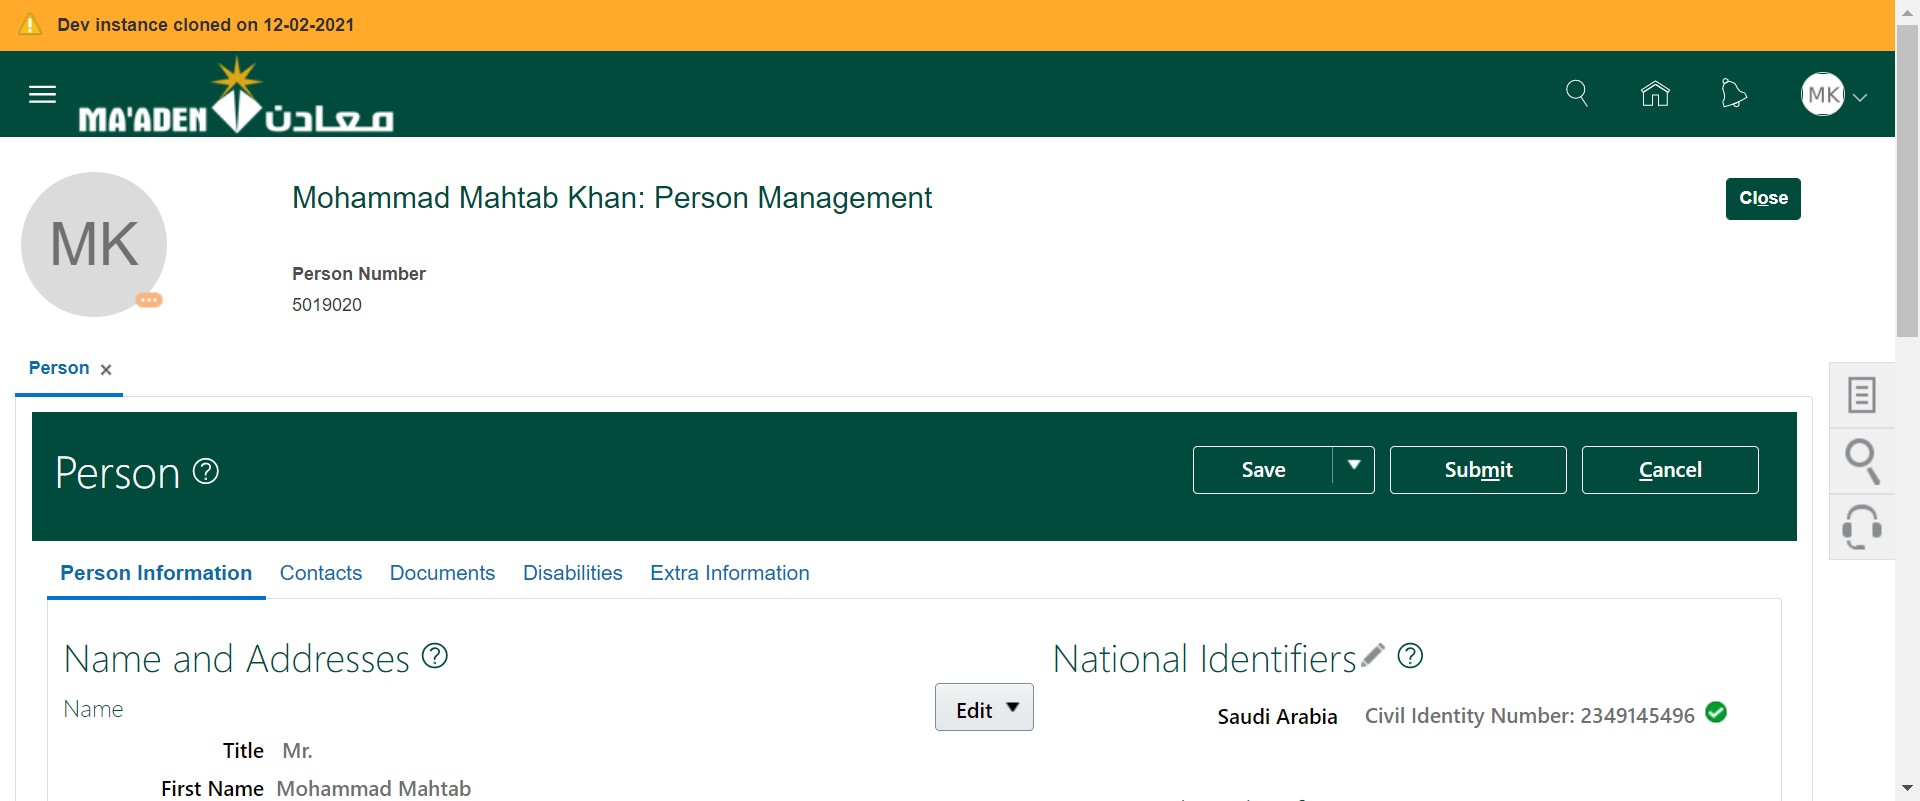 Dev instance cloned on 12-02-2021
MA'ADEN معادن
MK
MK
Mohammad Mahtab Khan: Person Management
Close
Person Number
5019020
Person
Person
Save
Submit
Cancel
Person Information Contacts Documents Disabilities Extra Information
Name and Addresses
National Identifiers
Name
Edit
Saudi Arabia Civil Identity Number: 2349145496
Title Mr.
First Name Mohammad Mahtab